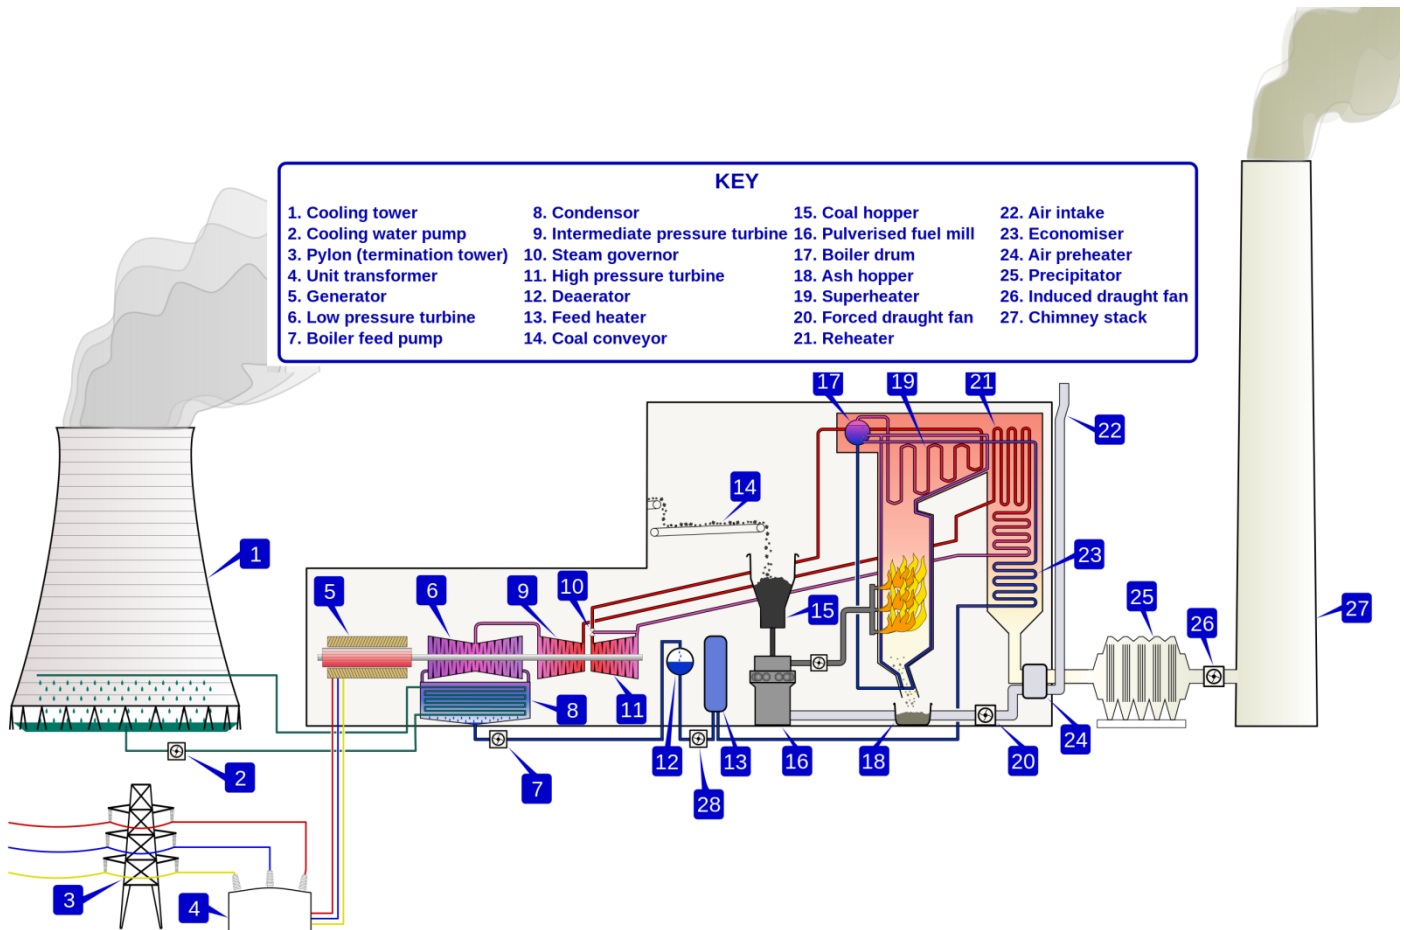 KEY
1. Cooling tower
2. Cooling water pump
3. Pylon (termination tower)
4. Unit transformer
5. Generator
6. Low pressure turbine
7. Boiler feed pump
8. Condensor
9. Intermediate pressure turbine
10. Steam governor
11. High pressure turbine
12. Deaerator
13. Feed heater
14. Coal conveyor
15. Coal hopper
16. Pulverised fuel mill
17. Boiler drum
18. Ash hopper
19. Superheater
20. Forced draught fan
21. Reheater
22. Air intake
23. Economiser
24. Air preheater
25. Precipitator
26. Induced draught fan
27. Chimney stack
17
19
21
22
14
1
23
10
5
6
9
15
25
27
26
8
11
24
12
13
16
18
20
2
7
28
3
4